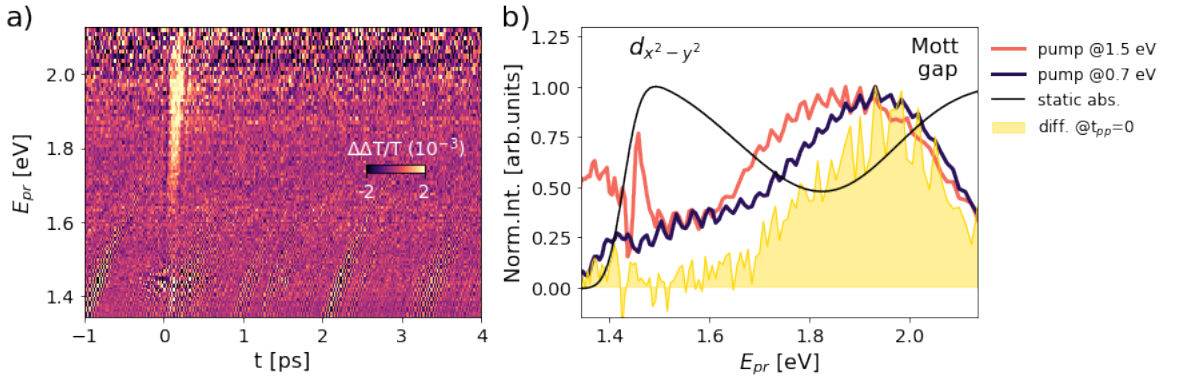 a)
2.0
1.8
1.6
1.4
E_pr [eV]
ΔΔT/T (10⁻³)
-2 2
−1 0 1 2 3 4
t [ps]
b)
1.25
1.00
0.75
0.50
0.25
0.00
Norm.Int. [arb.units]
d_x²−y²
Mott
gap
1.4 1.6 1.8 2.0
E_pr [eV]
pump @1.5 eV
pump @0.7 eV
static abs.
diff. @t_pp=0